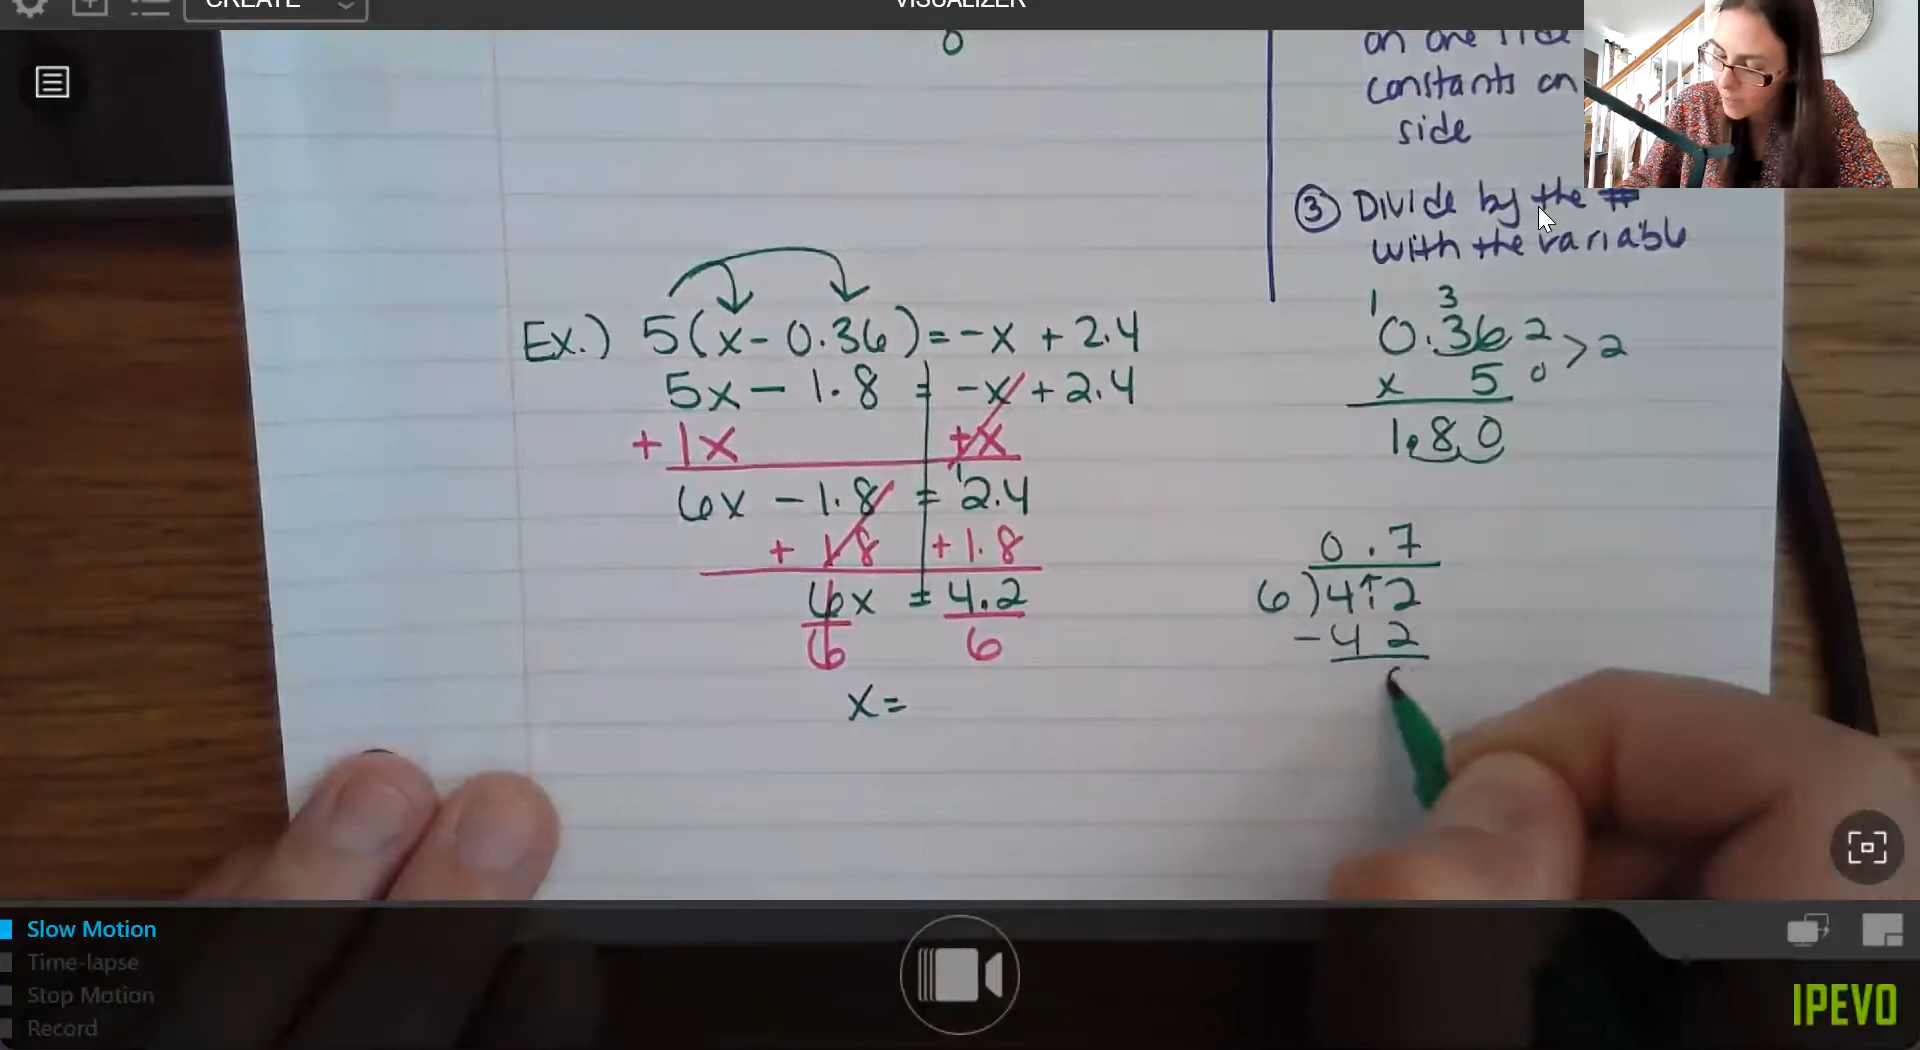 CREATE
VISUALIZER
0
on one side
constants on
side
③ Divide by the #
with the variable
Ex.) 5(x - 0.36) = -x + 2.4
5x - 1.8 = -x + 2.4
+ 1x +x
6x - 1.8 = 2.4
+ 1.8 + 1.8
6x = 4.2
6 6
x =
1 3
0.36 2 > 2
x 5 0
1.80
0.7
6)4.2
-42
Slow Motion
Time-lapse
Stop Motion
Record
IPEVO